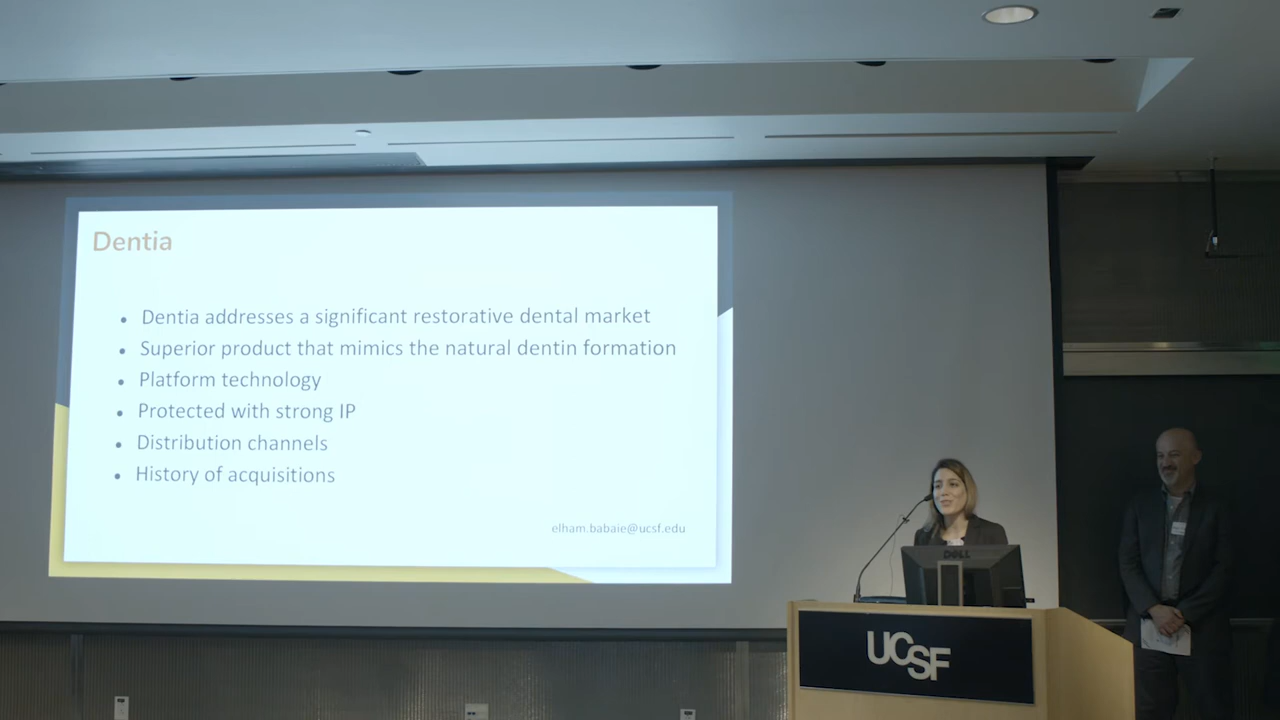 Dentia
• Dentia addresses a significant restorative dental market
• Superior product that mimics the natural dentin formation
• Platform technology
• Protected with strong IP
• Distribution channels
• History of acquisitions
elham.babaie@ucsf.edu
DELL
UCSF